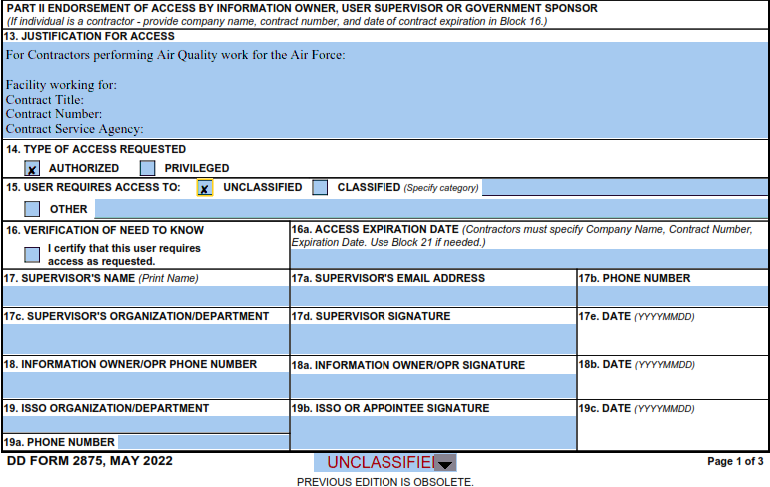 PART II ENDORSEMENT OF ACCESS BY INFORMATION OWNER, USER SUPERVISOR OR GOVERNMENT SPONSOR
(If individual is a contractor - provide company name, contract number, and date of contract expiration in Block 16.)
13. JUSTIFICATION FOR ACCESS
For Contractors performing Air Quality work for the Air Force:
Facility working for:
Contract Title:
Contract Number:
Contract Service Agency:
14. TYPE OF ACCESS REQUESTED
x AUTHORIZED PRIVILEGED
15. USER REQUIRES ACCESS TO: x UNCLASSIFIED CLASSIFIED (Specify category)
OTHER
16. VERIFICATION OF NEED TO KNOW
I certify that this user requires
access as requested.
16a. ACCESS EXPIRATION DATE (Contractors must specify Company Name, Contract Number,
Expiration Date. Use Block 21 if needed.)
17. SUPERVISOR'S NAME (Print Name) 17a. SUPERVISOR'S EMAIL ADDRESS 17b. PHONE NUMBER
17c. SUPERVISOR'S ORGANIZATION/DEPARTMENT 17d. SUPERVISOR SIGNATURE 17e. DATE (YYYYMMDD)
18. INFORMATION OWNER/OPR PHONE NUMBER 18a. INFORMATION OWNER/OPR SIGNATURE 18b. DATE (YYYYMMDD)
19. ISSO ORGANIZATION/DEPARTMENT 19b. ISSO OR APPOINTEE SIGNATURE 19c. DATE (YYYYMMDD)
19a. PHONE NUMBER
DD FORM 2875, MAY 2022 UNCLASSIFIED Page 1 of 3
PREVIOUS EDITION IS OBSOLETE.